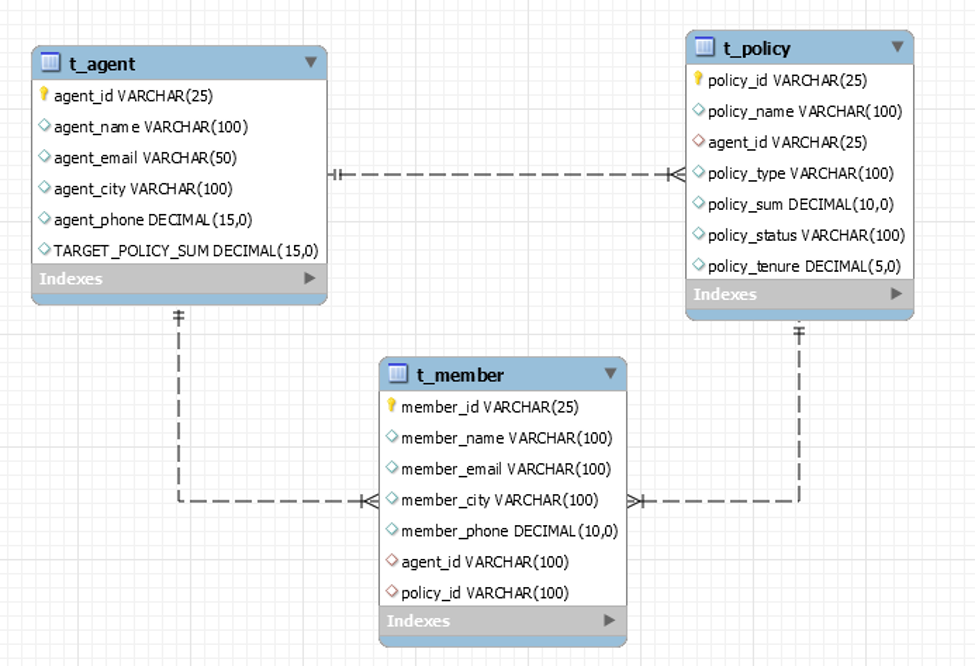 t_agent
agent_id VARCHAR(25)
agent_name VARCHAR(100)
agent_email VARCHAR(50)
agent_city VARCHAR(100)
agent_phone DECIMAL(15,0)
TARGET_POLICY_SUM DECIMAL(15,0)
Indexes
t_policy
policy_id VARCHAR(25)
policy_name VARCHAR(100)
agent_id VARCHAR(25)
policy_type VARCHAR(100)
policy_sum DECIMAL(10,0)
policy_status VARCHAR(100)
policy_tenure DECIMAL(5,0)
Indexes
t_member
member_id VARCHAR(25)
member_name VARCHAR(100)
member_email VARCHAR(100)
member_city VARCHAR(100)
member_phone DECIMAL(10,0)
agent_id VARCHAR(100)
policy_id VARCHAR(100)
Indexes